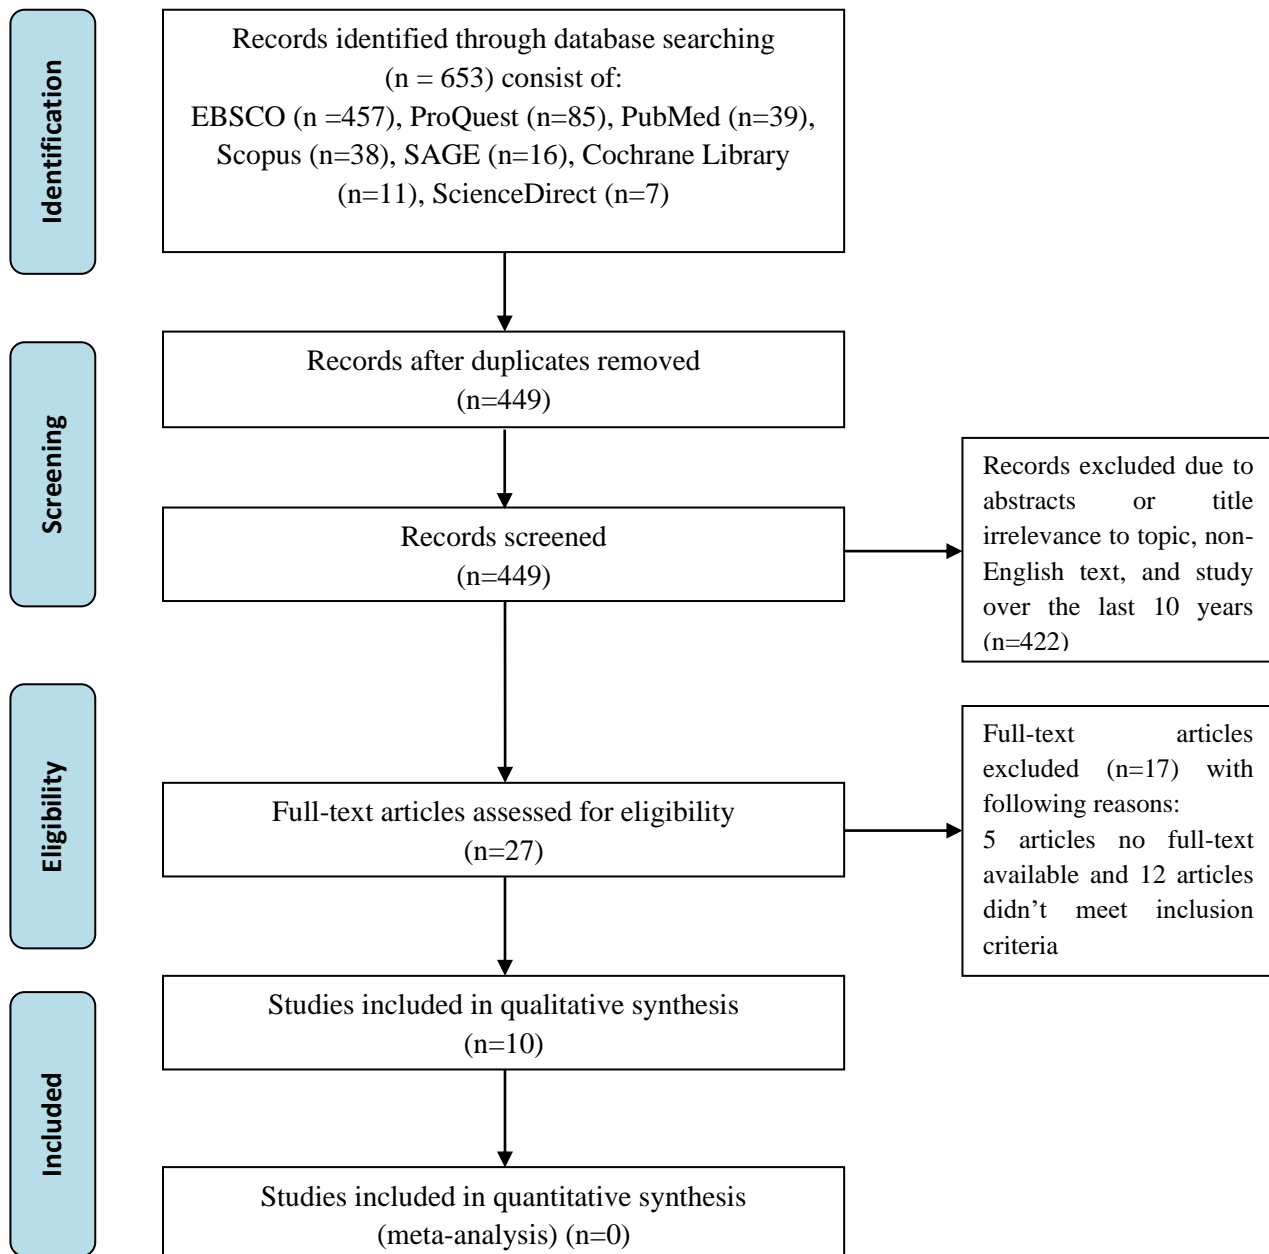 Identification
Records identified through database searching
(n = 653) consist of:
EBSCO (n =457), ProQuest (n=85), PubMed (n=39),
Scopus (n=38), SAGE (n=16), Cochrane Library
(n=11), ScienceDirect (n=7)
Screening
Records after duplicates removed
(n=449)
Records screened
(n=449)
Records excluded due to
abstracts or title
irrelevance to topic, non-
English text, and study
over the last 10 years
(n=422)
Eligibility
Full-text articles assessed for eligibility
(n=27)
Full-text articles
excluded (n=17) with
following reasons:
5 articles no full-text
available and 12 articles
didn’t meet inclusion
criteria
Included
Studies included in qualitative synthesis
(n=10)
Studies included in quantitative synthesis
(meta-analysis) (n=0)